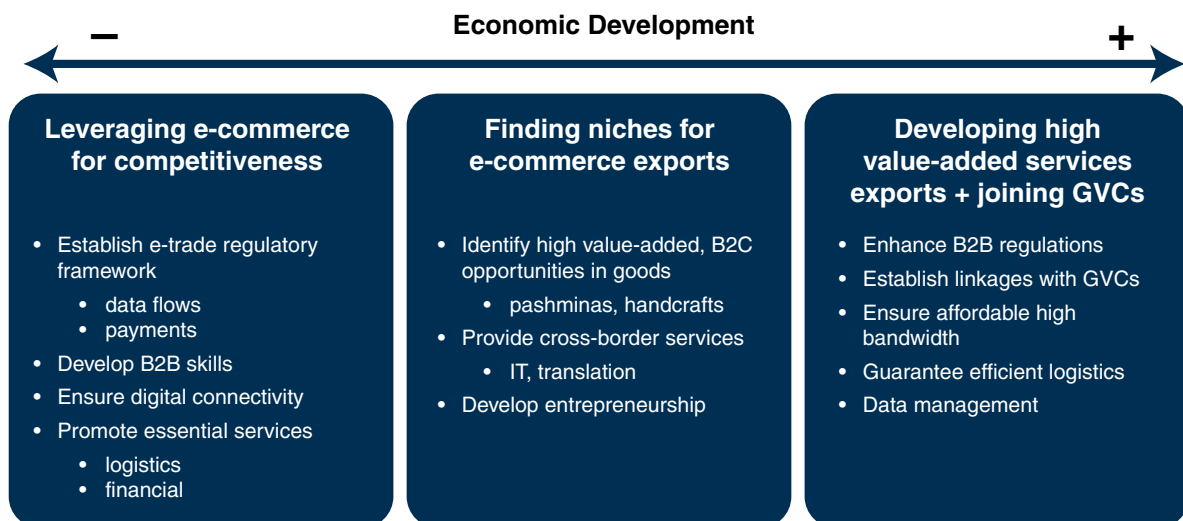 Economic Development
–
+
Leveraging e-commerce
for competitiveness
• Establish e-trade regulatory
framework
• data flows
• payments
• Develop B2B skills
• Ensure digital connectivity
• Promote essential services
• logistics
• financial
Finding niches for
e-commerce exports
• Identify high value-added, B2C
opportunities in goods
• pashminas, handcrafts
• Provide cross-border services
• IT, translation
• Develop entrepreneurship
Developing high
value-added services
exports + joining GVCs
• Enhance B2B regulations
• Establish linkages with GVCs
• Ensure affordable high
bandwidth
• Guarantee efficient logistics
• Data management